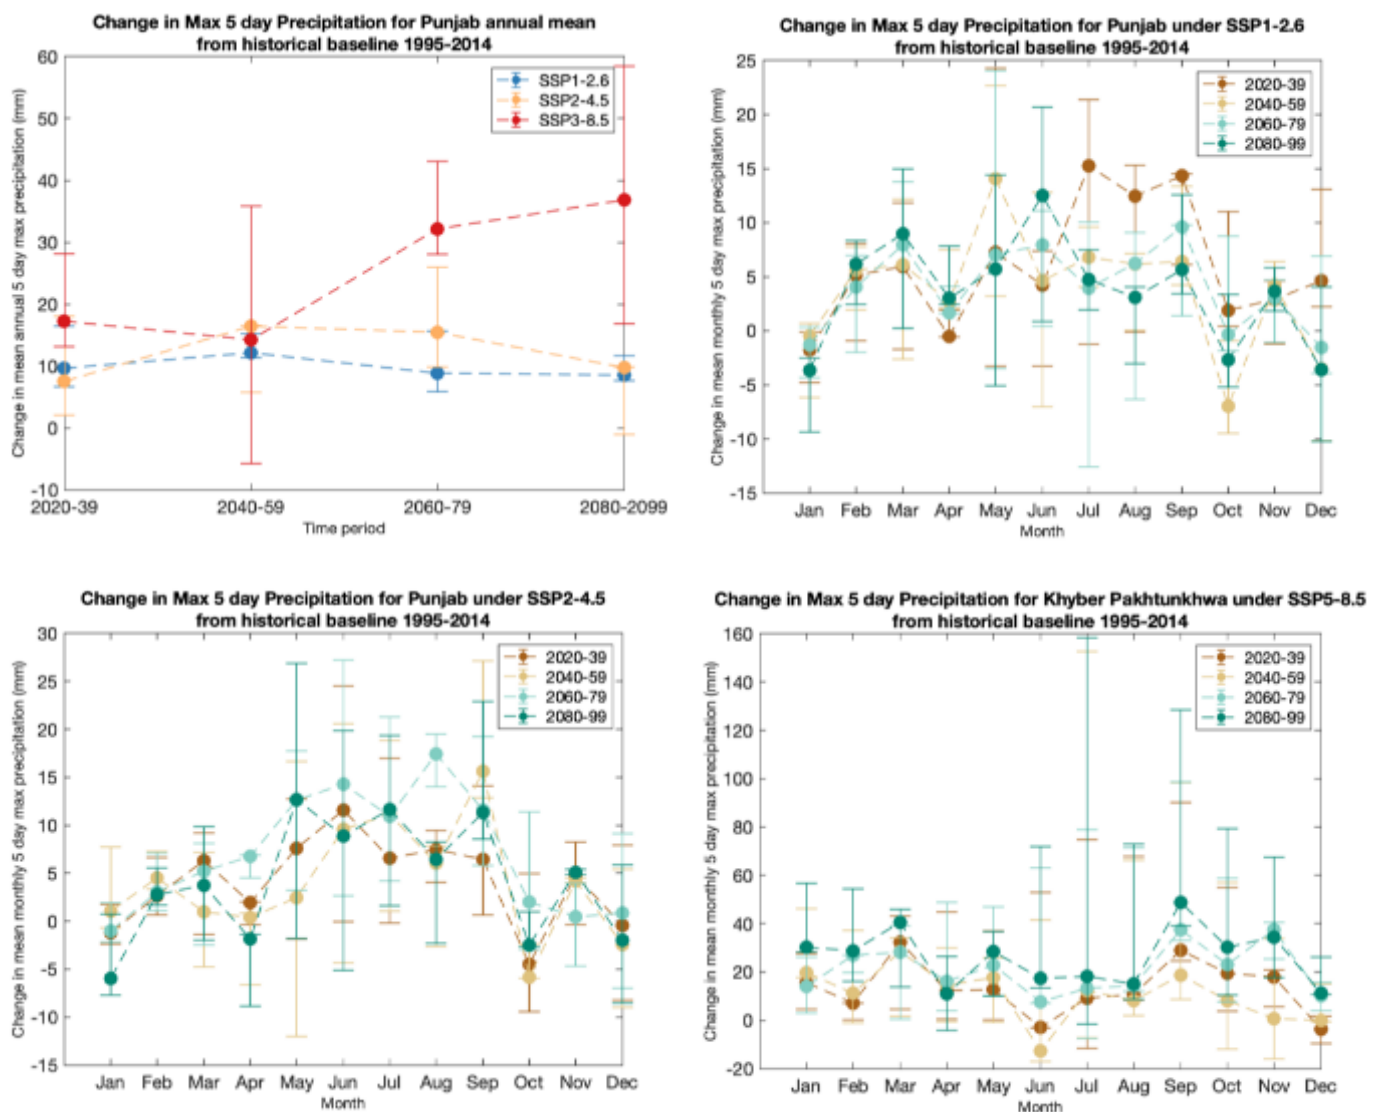 Change in Max 5 day Precipitation for Punjab annual mean
from historical baseline 1995-2014
60
50
40
30
20
10
0
-10
Change in mean annual 5 day max precipitation (mm)
SSP1-2.6
SSP2-4.5
SSP3-8.5
2020-39
2040-59
2060-79
2080-2099
Time period
Change in Max 5 day Precipitation for Punjab under SSP1-2.6
from historical baseline 1995-2014
25
20
15
10
5
0
-5
-10
-15
Change in mean monthly 5 day max precipitation (mm)
2020-39
2040-59
2060-79
2080-99
Jan Feb Mar Apr May Jun Jul Aug Sep Oct Nov Dec
Month
Change in Max 5 day Precipitation for Punjab under SSP2-4.5
from historical baseline 1995-2014
30
25
20
15
10
5
0
-5
-10
-15
Change in mean monthly 5 day max precipitation (mm)
2020-39
2040-59
2060-79
2080-99
Jan Feb Mar Apr May Jun Jul Aug Sep Oct Nov Dec
Month
Change in Max 5 day Precipitation for Khyber Pakhtunkhwa under SSP5-8.5
from historical baseline 1995-2014
160
140
120
100
80
60
40
20
0
-20
Change in mean monthly 5 day max precipitation (mm)
2020-39
2040-59
2060-79
2080-99
Jan Feb Mar Apr May Jun Jul Aug Sep Oct Nov Dec
Month